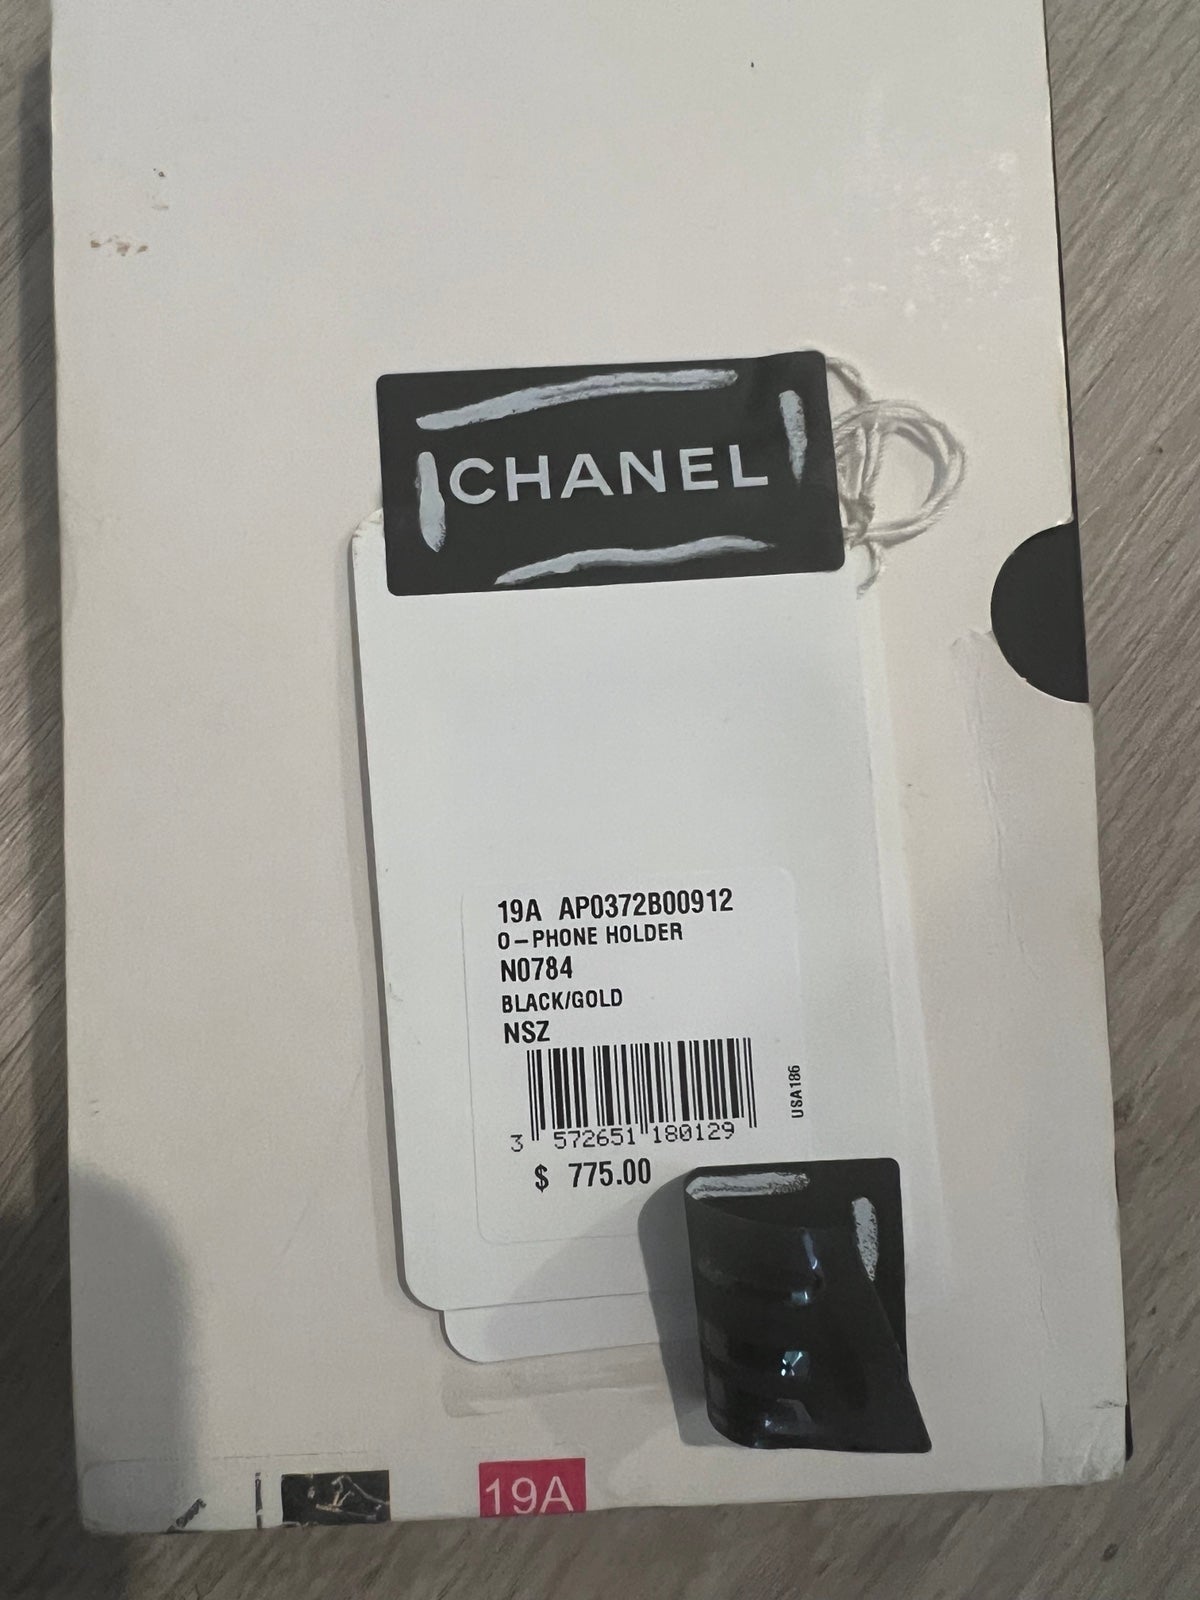 CHANEL
19A AP0372B00912
O-PHONE HOLDER
N0784
BLACK/GOLD
NSZ
USA186
3 572651 180129
$ 775.00
19A